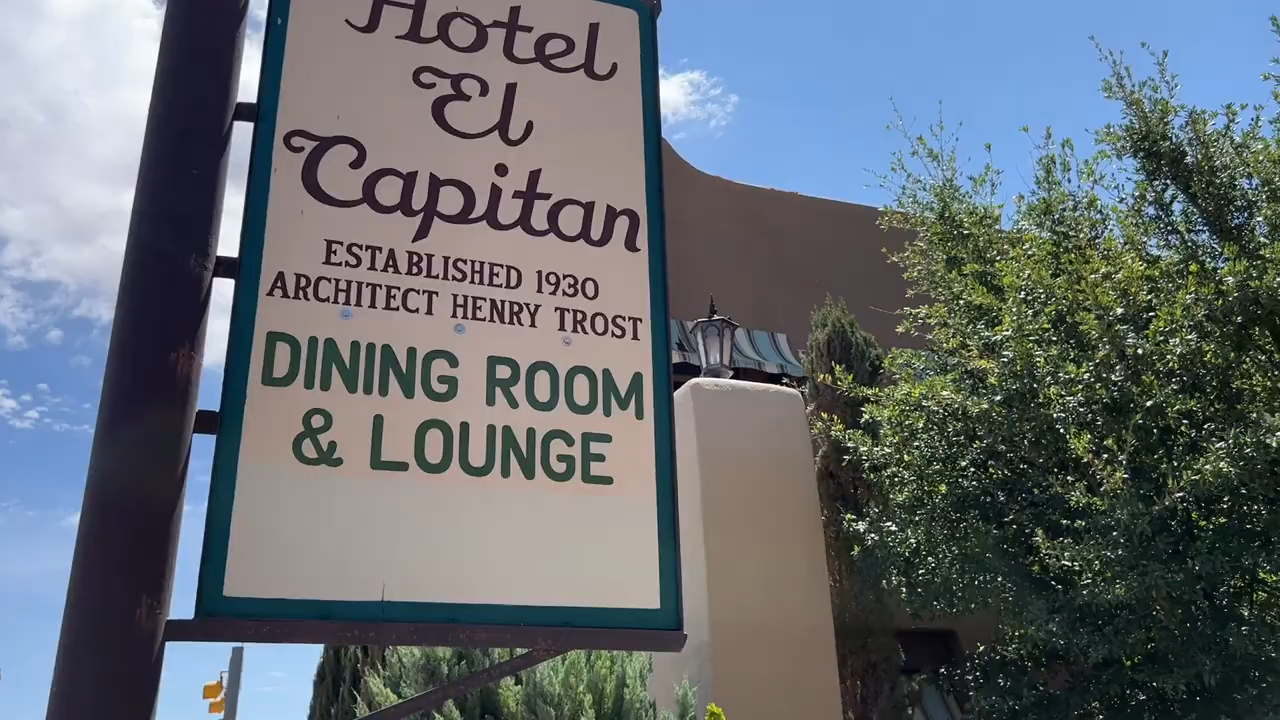 Hotel
El
Capitan
ESTABLISHED 1930
ARCHITECT HENRY TROST
DINING ROOM
& LOUNGE